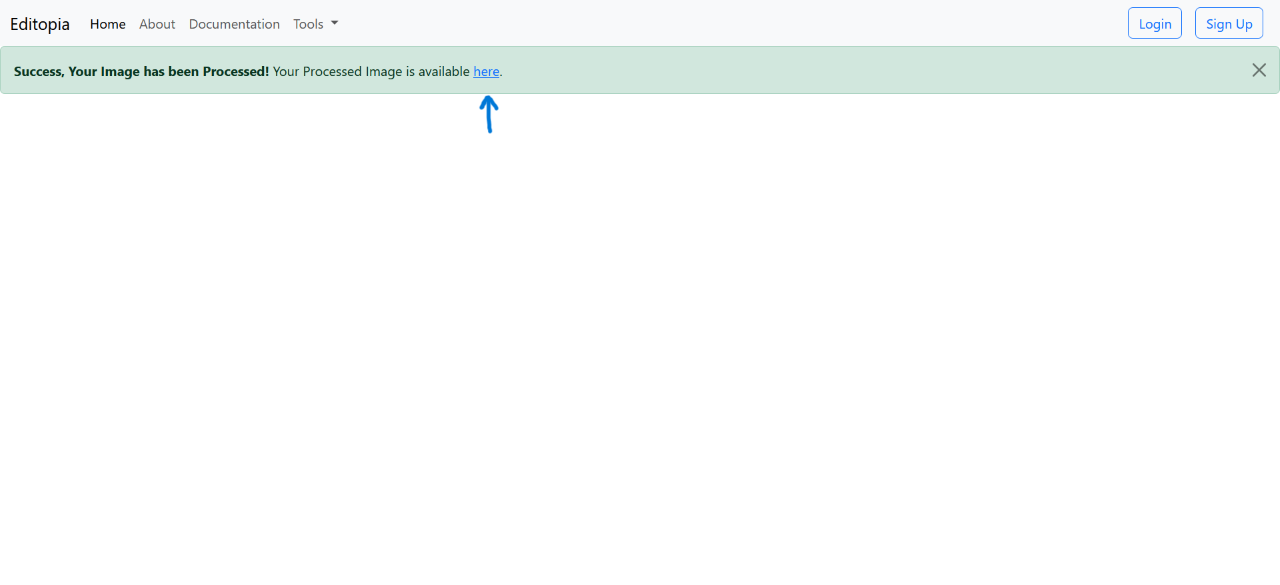 Editopia Home About Documentation Tools Login Sign Up
Success, Your Image has been Processed! Your Processed Image is available here.